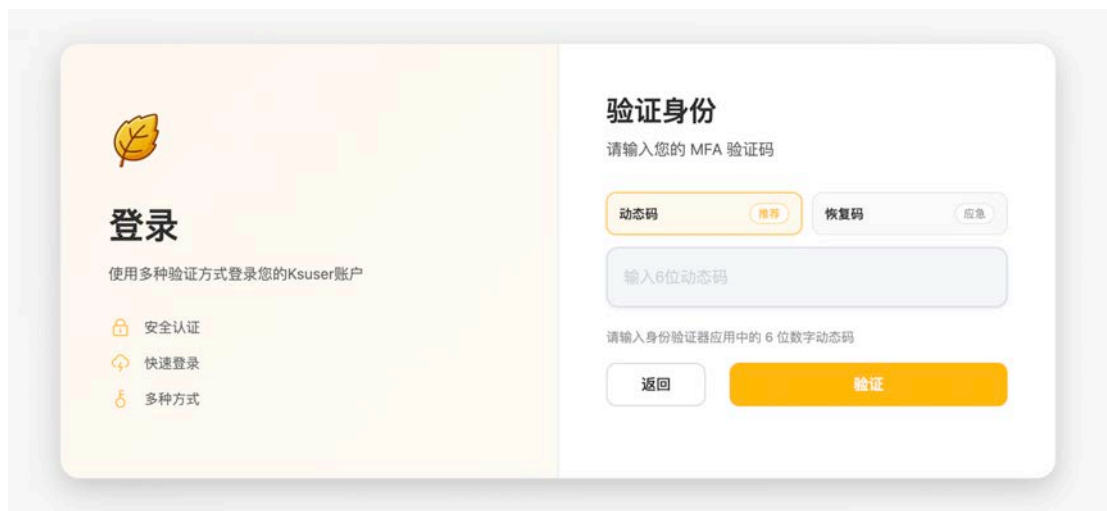 登录
使用多种验证方式登录您的Ksuser账户
安全认证
快速登录
多种方式
验证身份
请输入您的 MFA 验证码
动态码 推荐 恢复码 应急
输入6位动态码
请输入身份验证器应用中的 6 位数字动态码
返回 验证